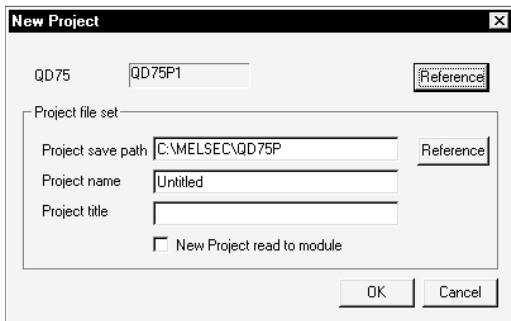 New Project
QD75 QD75P1 Reference
Project file set
Project save path C:\MELSEC\QD75P Reference
Project name Untitled
Project title
New Project read to module
OK Cancel